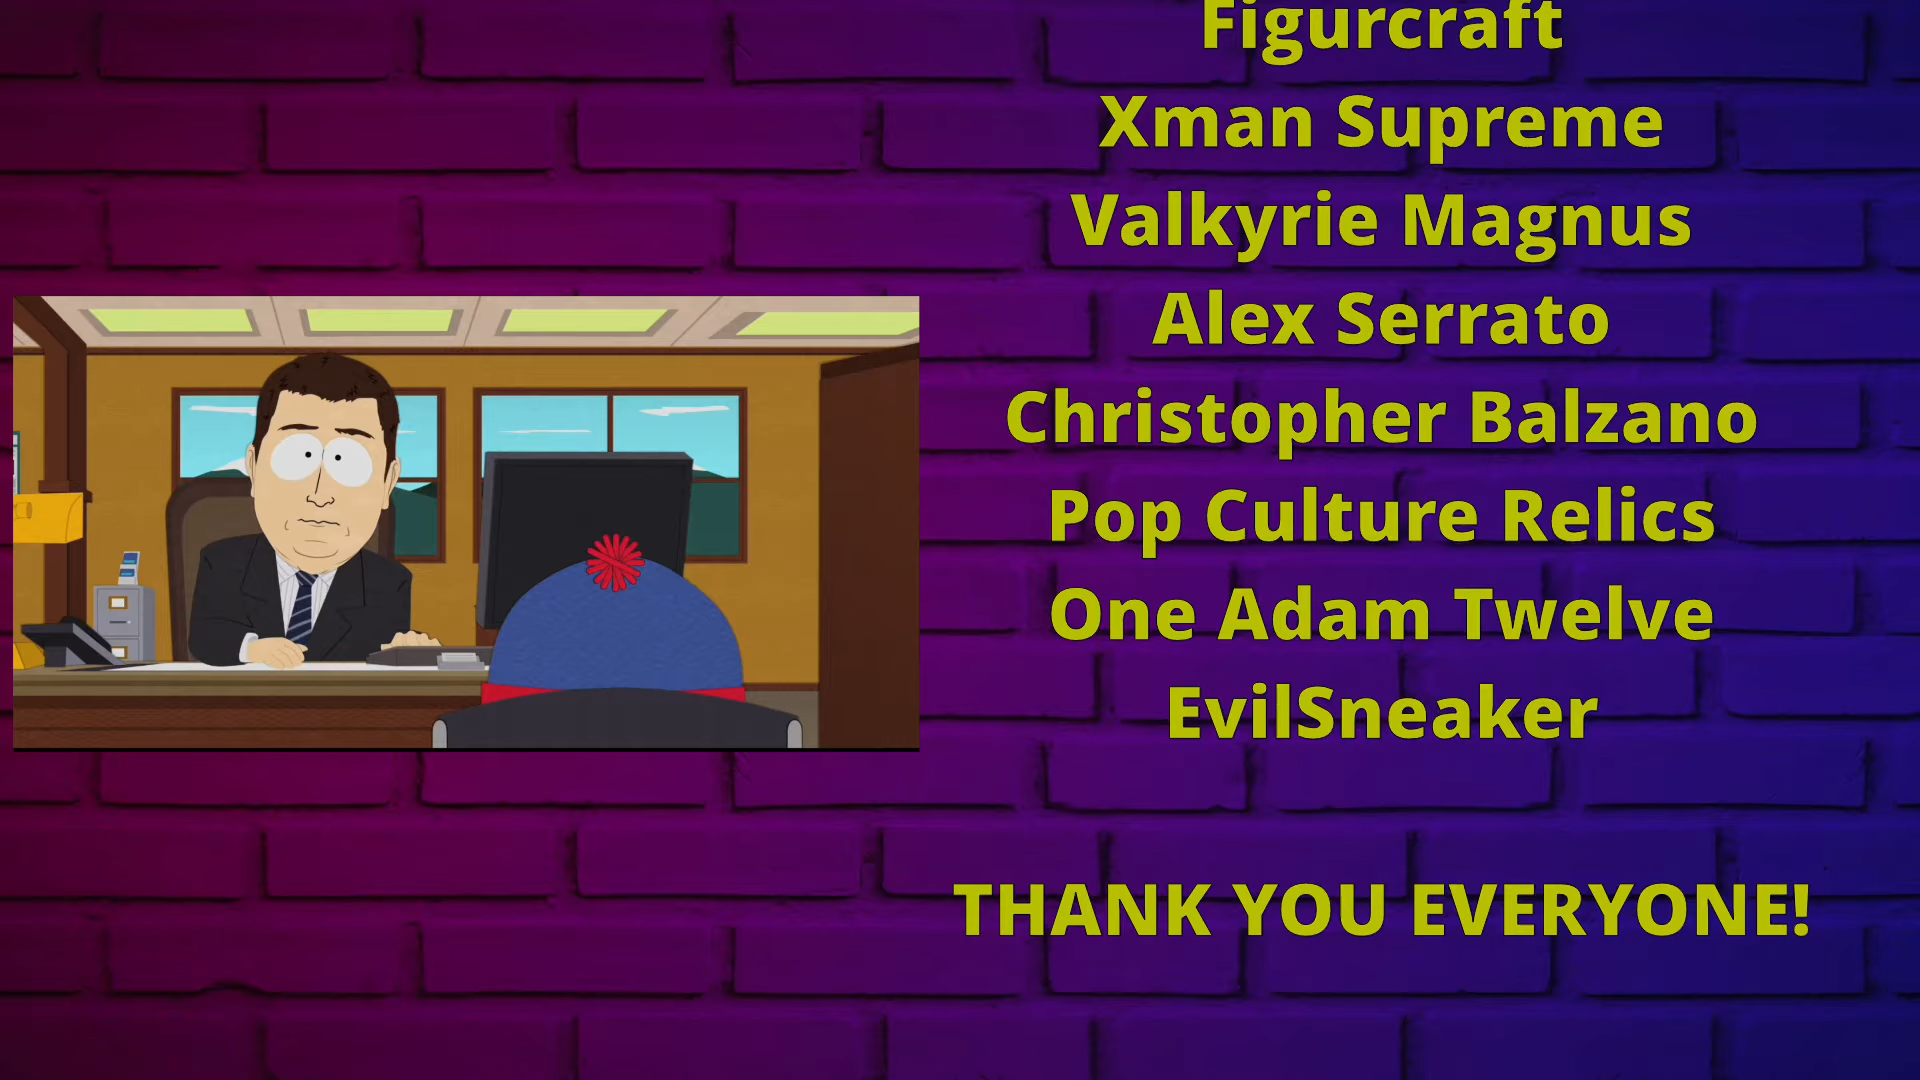 Figurcraft
Xman Supreme
Valkyrie Magnus
Alex Serrato
Christopher Balzano
Pop Culture Relics
One Adam Twelve
EvilSneaker
THANK YOU EVERYONE!